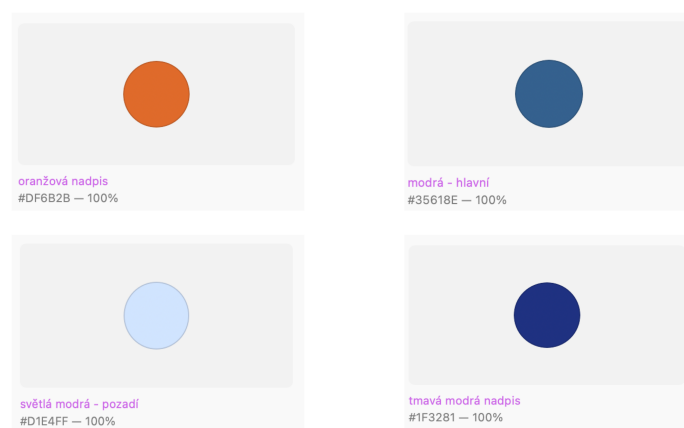 oranžová nadpis
#DF6B2B — 100%
modrá - hlavní
#35618E — 100%
světlá modrá - pozadí
#D1E4FF — 100%
tmavá modrá nadpis
#1F3281 — 100%